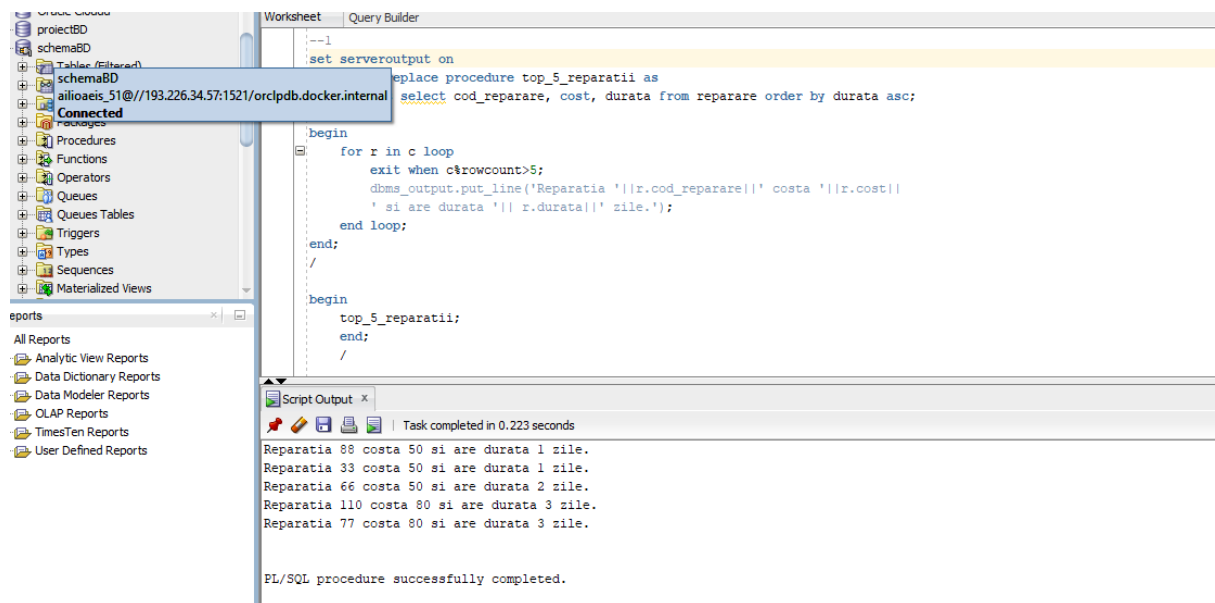 proiectBD
schemaBD
Tables (Filtered)
schemaBD
ailioaeis_51@//193.226.34.57:1521/orclpdb.docker.internal
Connected
Packages
Procedures
Functions
Operators
Queues
Queues Tables
Triggers
Types
Sequences
Materialized Views
eports
All Reports
Analytic View Reports
Data Dictionary Reports
Data Modeler Reports
OLAP Reports
TimesTen Reports
User Defined Reports
Worksheet Query Builder
--1
set serveroutput on
eplace procedure top_5_reparatii as
select cod_reparare, cost, durata from reparare order by durata asc;
begin
for r in c loop
exit when c%rowcount>5;
dbms_output.put_line('Reparatia '||r.cod_reparare||' costa '||r.cost||
' si are durata '|| r.durata||' zile.');
end loop;
end;
/
begin
top_5_reparatii;
end;
/
Script Output x
Task completed in 0.223 seconds
Reparatia 88 costa 50 si are durata 1 zile.
Reparatia 33 costa 50 si are durata 1 zile.
Reparatia 66 costa 50 si are durata 2 zile.
Reparatia 110 costa 80 si are durata 3 zile.
Reparatia 77 costa 80 si are durata 3 zile.
PL/SQL procedure successfully completed.